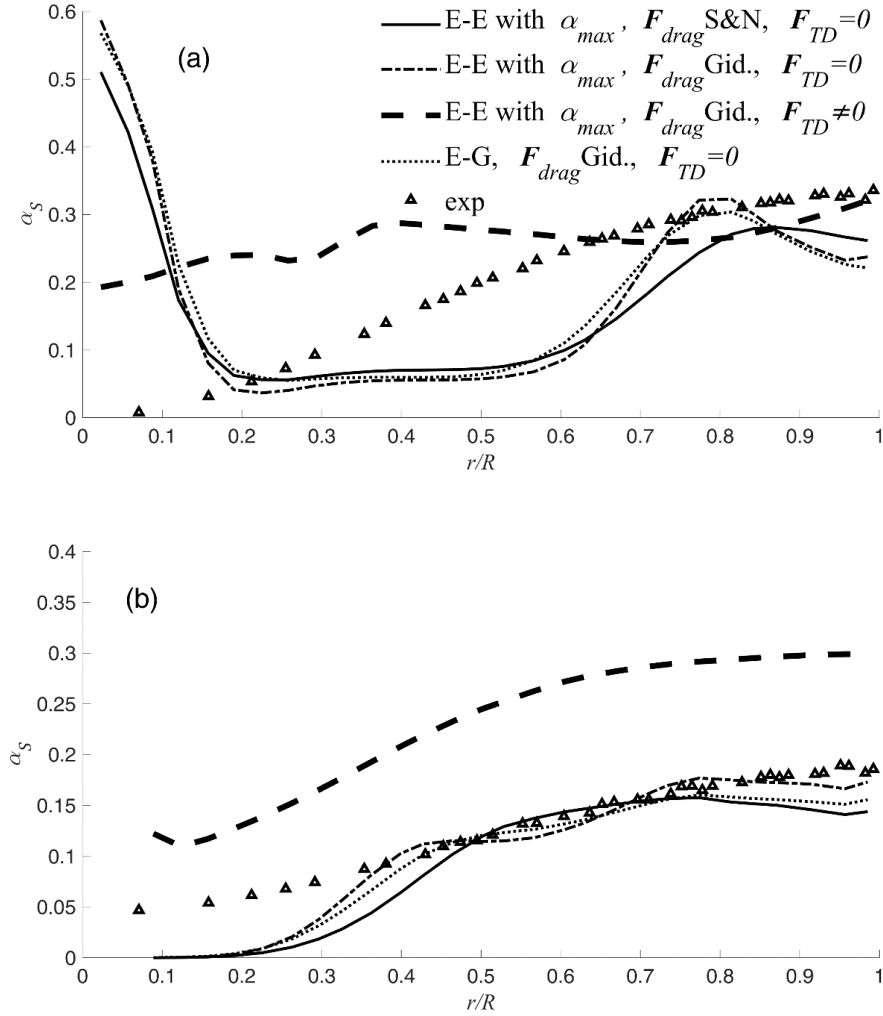 (a)
E-E with α_max, F_drag S&N, F_TD=0
E-E with α_max, F_drag Gid., F_TD=0
E-E with α_max, F_drag Gid., F_TD≠0
E-G, F_drag Gid., F_TD=0
exp
0.6
0.5
0.4
0.3
0.2
0.1
0
α_S
0 0.1 0.2 0.3 0.4 0.5 0.6 0.7 0.8 0.9 1
r/R
(b)
0.4
0.35
0.3
0.25
0.2
0.15
0.1
0.05
0
α_S
0 0.1 0.2 0.3 0.4 0.5 0.6 0.7 0.8 0.9 1
r/R